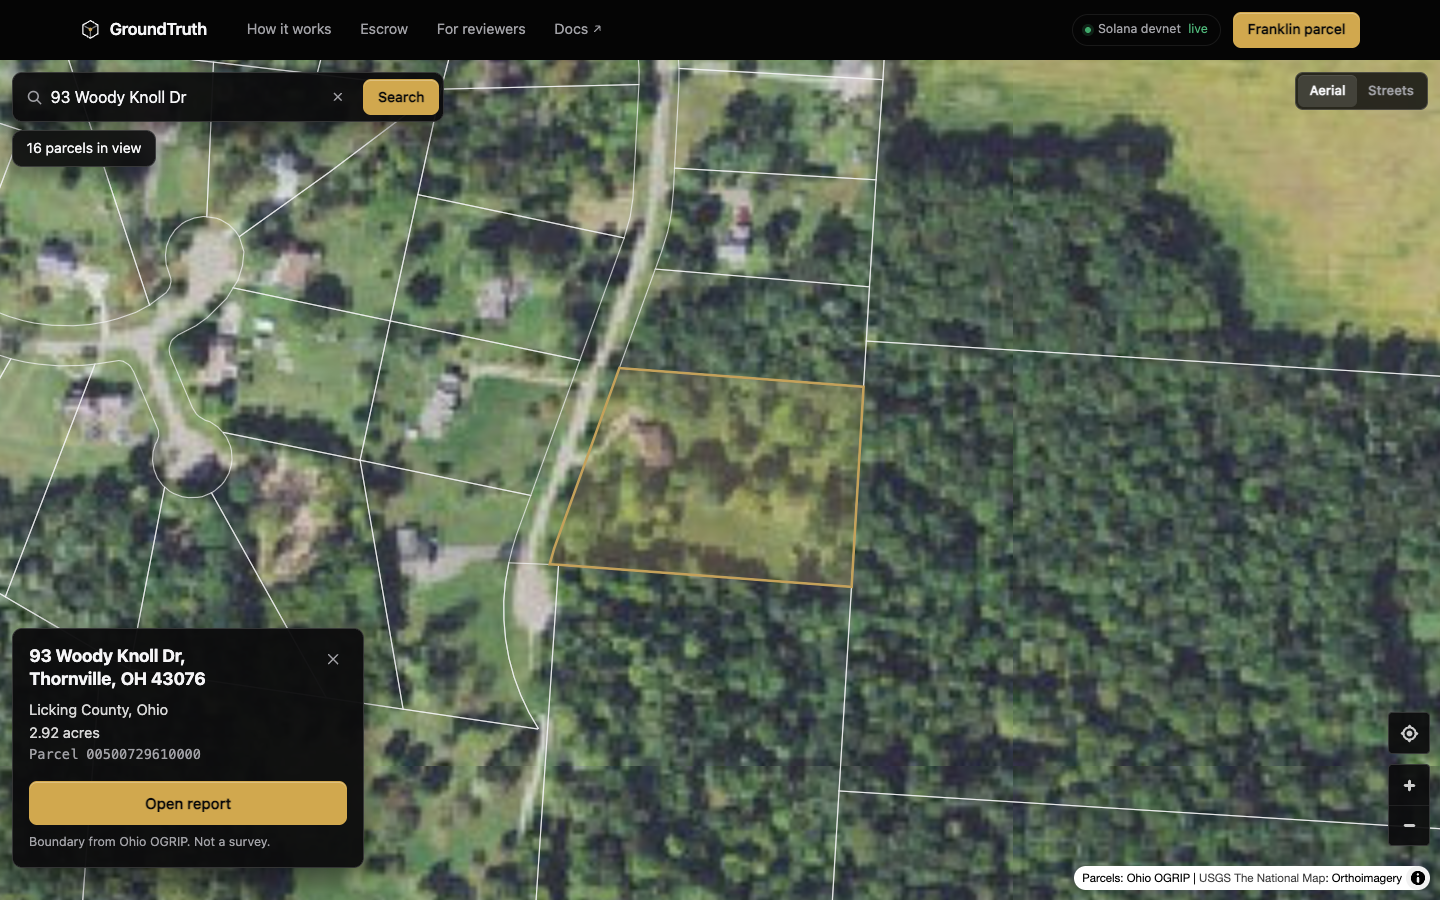 GroundTruth
How it works
Escrow
For reviewers
Docs ↗
Solana devnet live
Franklin parcel
93 Woody Knoll Dr
Search
Aerial
Streets
16 parcels in view
93 Woody Knoll Dr,
Thornville, OH 43076
Licking County, Ohio
2.92 acres
Parcel 00500729610000
Open report
Boundary from Ohio OGRIP. Not a survey.
Parcels: Ohio OGRIP | USGS The National Map: Orthoimagery